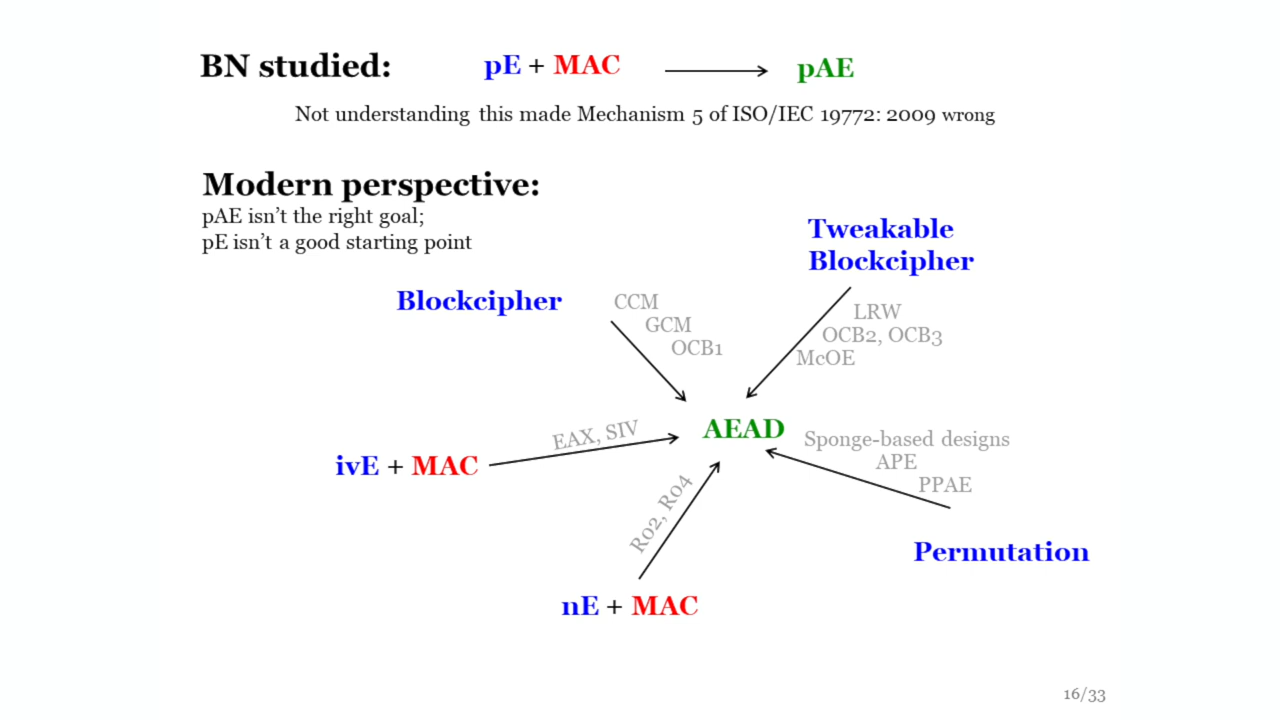 BN studied: pE + MAC pAE
Not understanding this made Mechanism 5 of ISO/IEC 19772: 2009 wrong
Modern perspective:
pAE isn't the right goal;
pE isn't a good starting point
Tweakable
Blockcipher
Blockcipher
CCM
GCM
OCB1
LRW
OCB2, OCB3
McOE
AEAD
EAX, SIV
ivE + MAC
Sponge-based designs
APE
PPAE
Ro2, Ro4
Permutation
nE + MAC
16/33